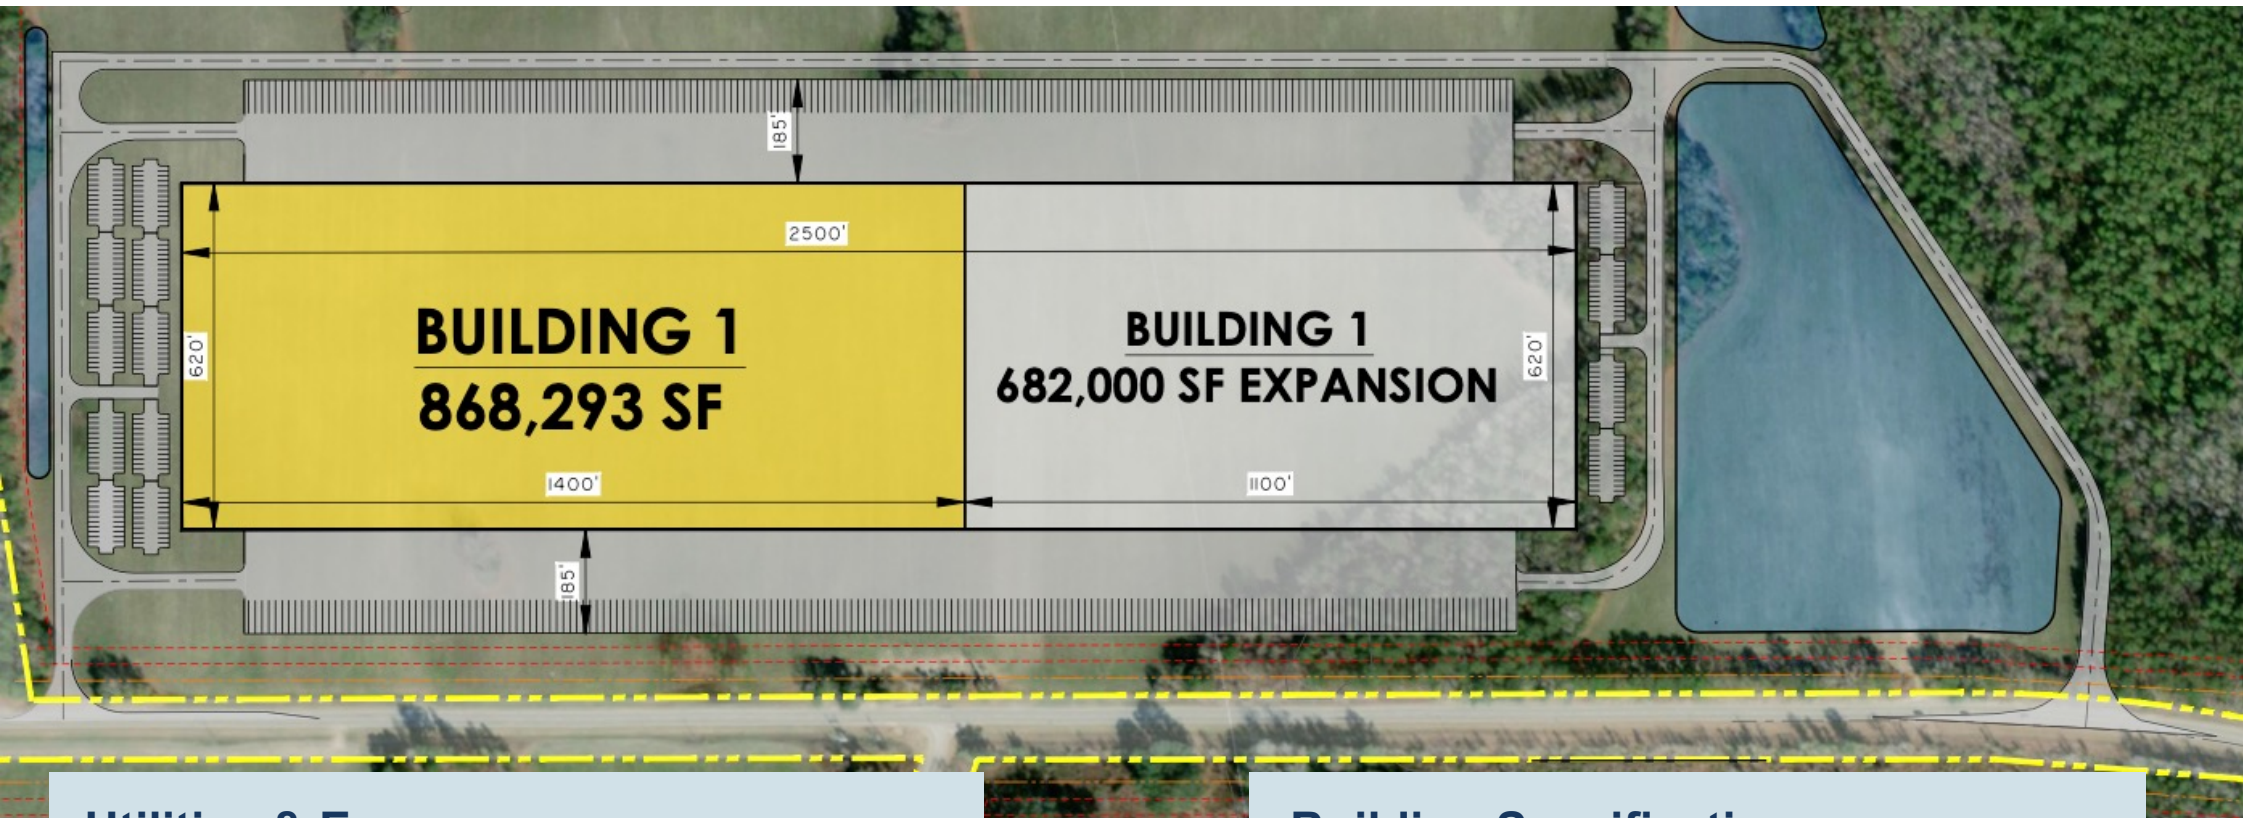 185'
2500'
BUILDING 1
868,293 SF
BUILDING 1
682,000 SF EXPANSION
620'
620'
1400'
1100'
185'